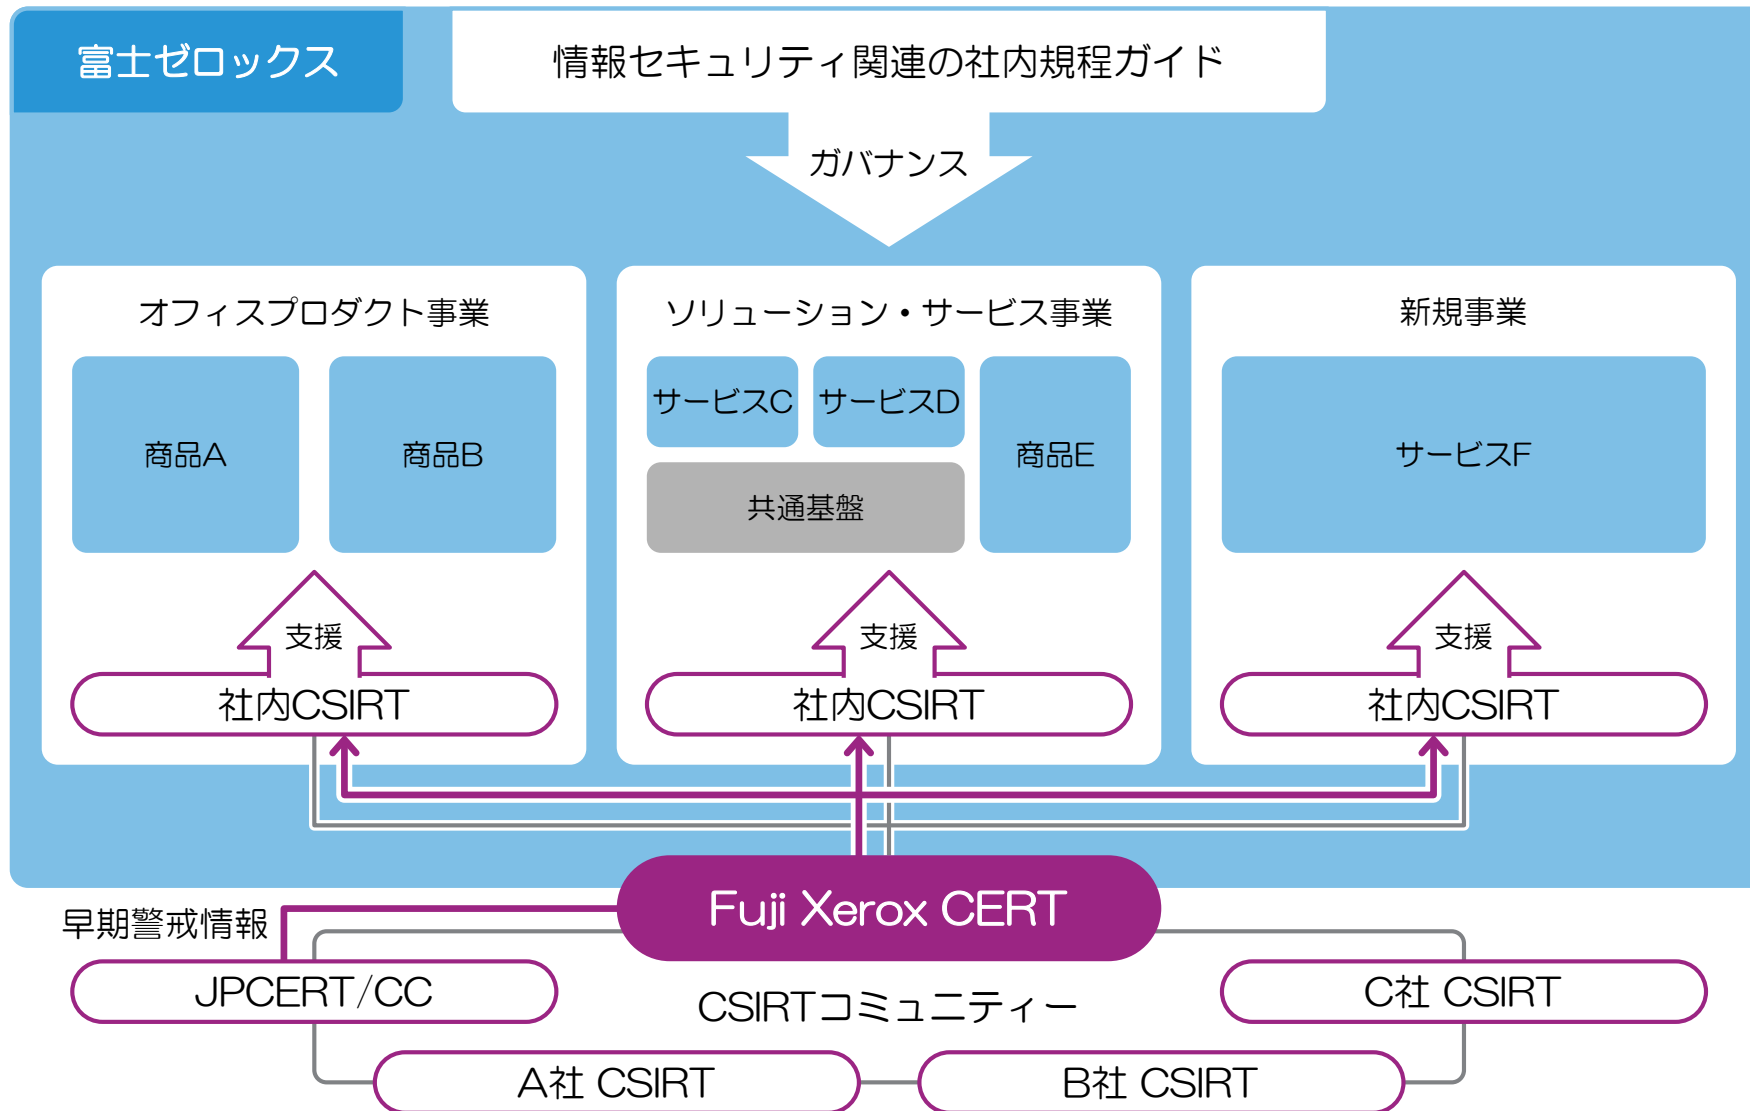 富士ゼロックス
情報セキュリティ関連の社内規程ガイド
ガバナンス
オフィスプロダクト事業
商品A
商品B
支援
社内CSIRT
ソリューション・サービス事業
サービスC
サービスD
商品E
共通基盤
支援
社内CSIRT
新規事業
サービスF
支援
社内CSIRT
Fuji Xerox CERT
早期警戒情報
JPCERT/CC
CSIRTコミュニティー
C社 CSIRT
A社 CSIRT
B社 CSIRT